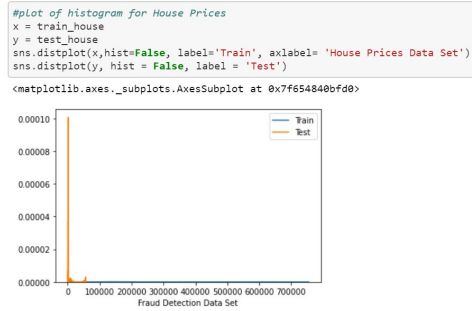 #plot of histogram for House Prices
x = train_house
y = test_house
sns.distplot(x,hist=False, label='Train', axlabel= 'House Prices Data Set')
sns.distplot(y, hist = False, label = 'Test')
<matplotlib.axes._subplots.AxesSubplot at 0x7f654840bfd0>
Train
Test
0.00010
0.00008
0.00006
0.00004
0.00002
0.00000
0 100000 200000 300000 400000 500000 600000 700000
Fraud Detection Data Set